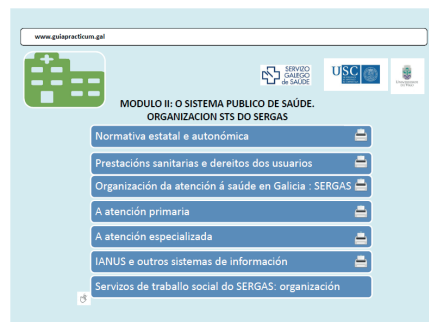 www.guiapracticum.gal
SERVIZO
GALEGO
de SAÚDE
USC
MODULO II: O SISTEMA PUBLICO DE SAÚDE.
ORGANIZACION STS DO SERGAS
Normativa estatal e autonómica
Prestacións sanitarias e dereitos dos usuarios
Organización da atención á saúde en Galicia : SERGAS
A atención primaria
A atención especializada
IANUS e outros sistemas de información
Servizos de traballo social do SERGAS: organización